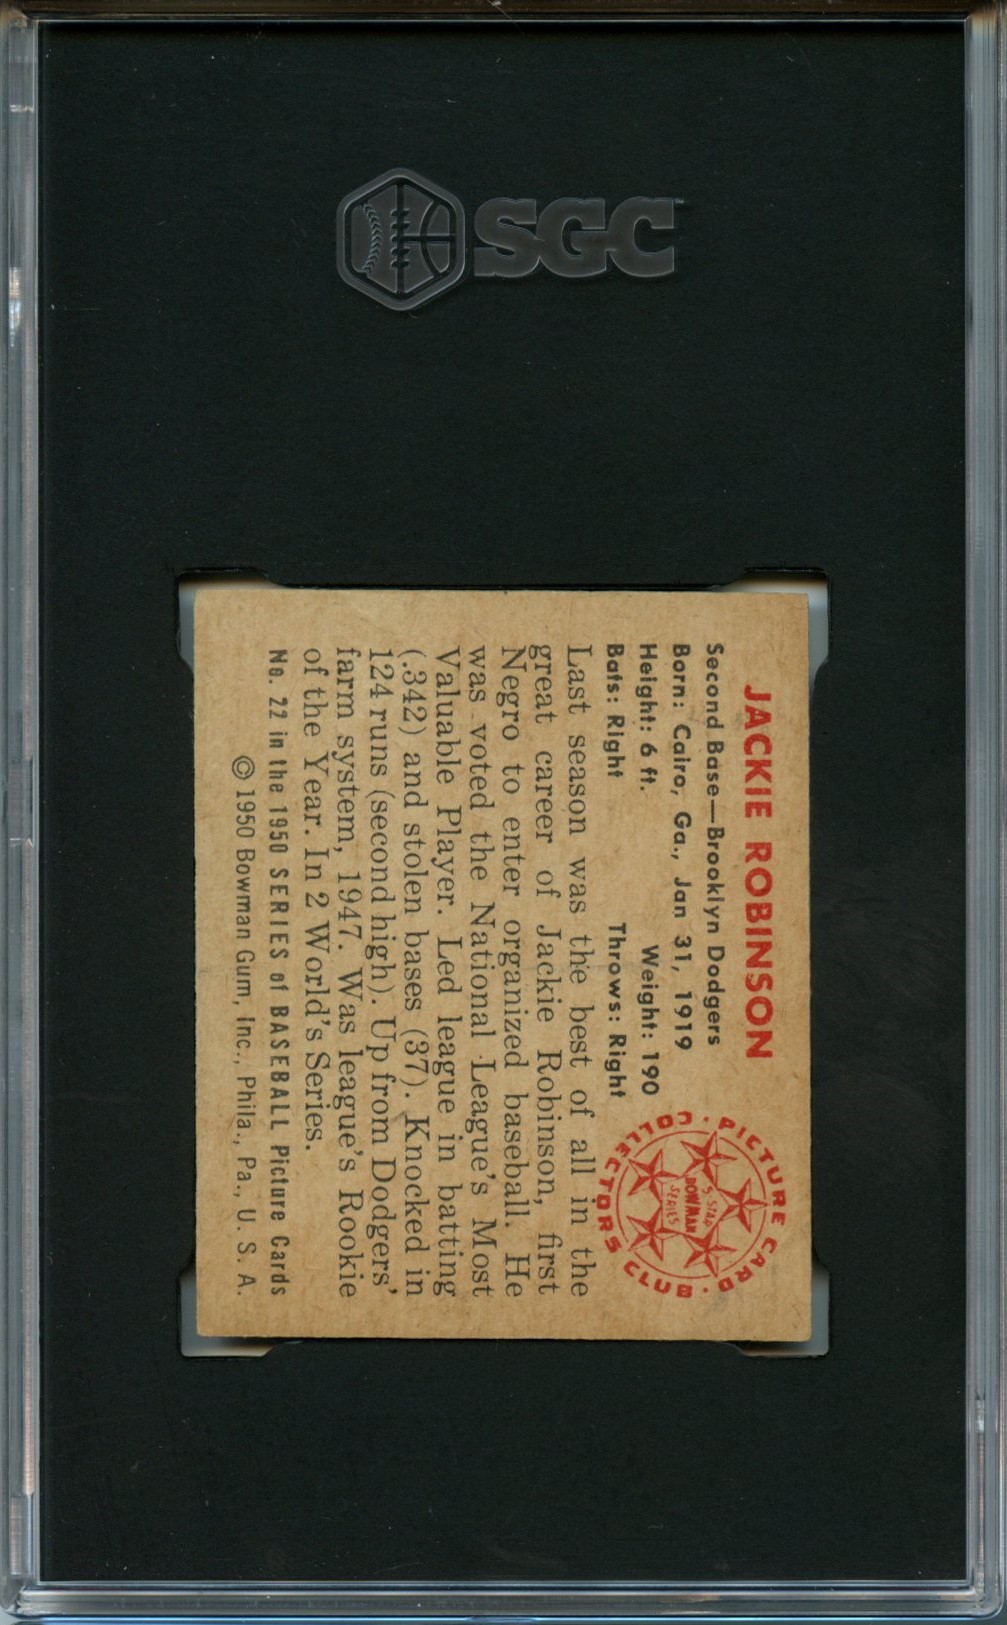 SGC
JACKIE ROBINSON
Second Base—Brooklyn Dodgers
Born: Cairo, Ga., Jan 31, 1919
Height: 6 ft. Weight: 190
Bats: Right Throws: Right
PICTURE CARD · COLLECTORS CLUB ·
5-STAR
BOWMAN
SERIES
Last season was the best of all in the
great career of Jackie Robinson, first
Negro to enter organized baseball. He
was voted the National League's Most
Valuable Player. Led league in batting
(.342) and stolen bases (37). Knocked in
124 runs (second high). Up from Dodgers'
farm system, 1947. Was league's Rookie
of the Year. In 2 World's Series.
No. 22 in the 1950 SERIES of BASEBALL Picture Cards
©1950 Bowman Gum, Inc., Phila., Pa., U. S. A.